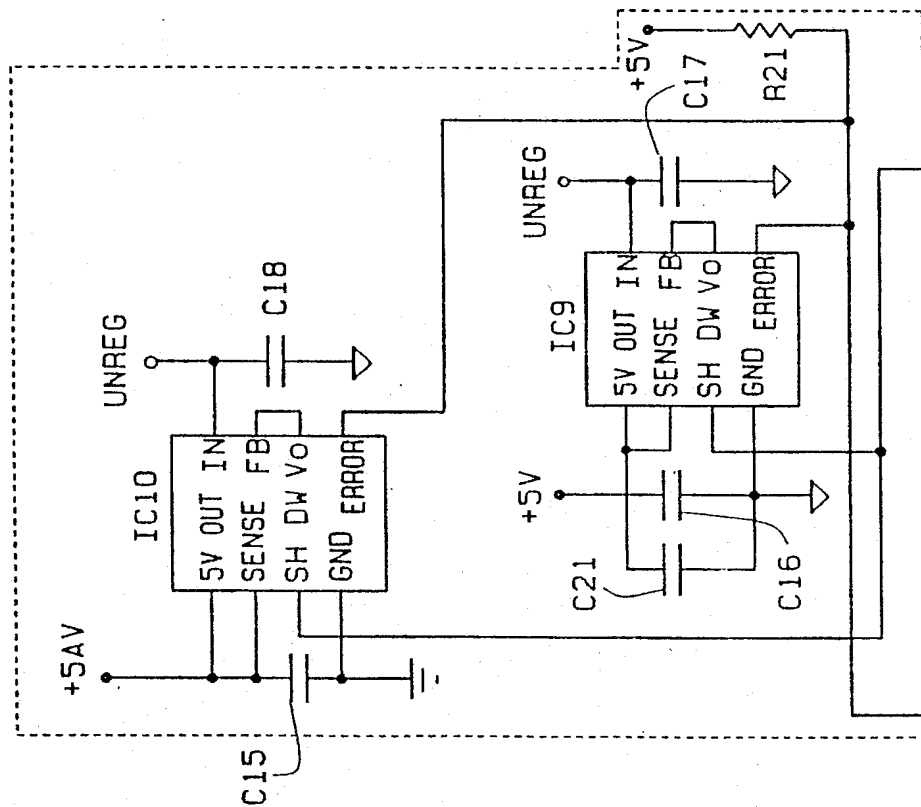 +5V
C17
R21
UNREG
IC9
5V OUT IN
SENSE FB
SH DW Vo
GND ERROR
+5V
C21
C16
UNREG
C18
IC10
5V OUT IN
SENSE FB
SH DW Vo
GND ERROR
+5AV
C15